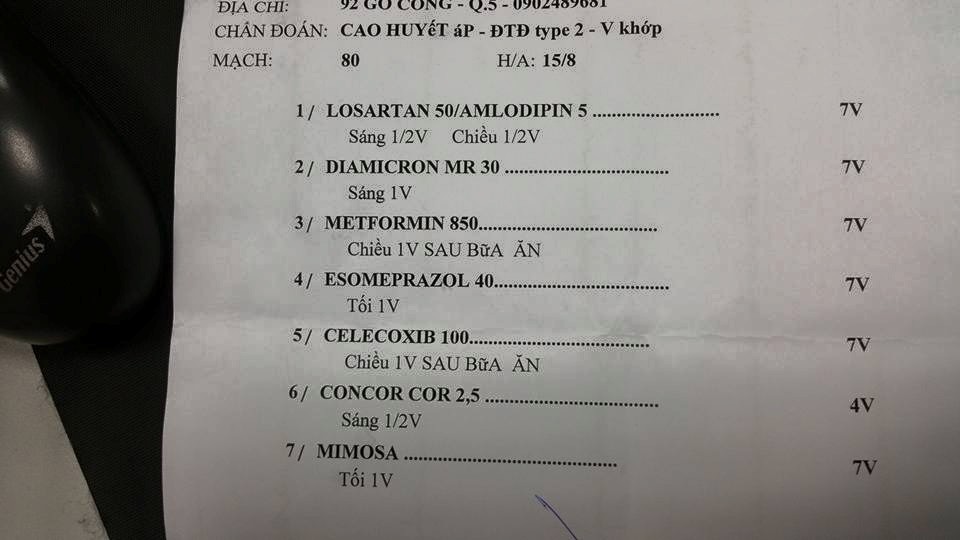 ĐỊA CHỈ: 92 GÒ CÔNG - Q.5 - 0902489681
CHẨN ĐOÁN: CAO HUYếT áP - ĐTĐ type 2 - V khớp
MẠCH: 80 H/A: 15/8
1/ LOSARTAN 50/AMLODIPIN 5 ........................ 7V
Sáng 1/2V Chiều 1/2V
2/ DIAMICRON MR 30 ............................... 7V
Sáng 1V
3/ METFORMIN 850.................................. 7V
Chiều 1V SAU BữA ĂN
4/ ESOMEPRAZOL 40................................. 7V
Tối 1V
5/ CELECOXIB 100.................................. 7V
Chiều 1V SAU BữA ĂN
6/ CONCOR COR 2,5 ................................. 4V
Sáng 1/2V
7/ MIMOSA ......................................... 7V
Tối 1V
Genius